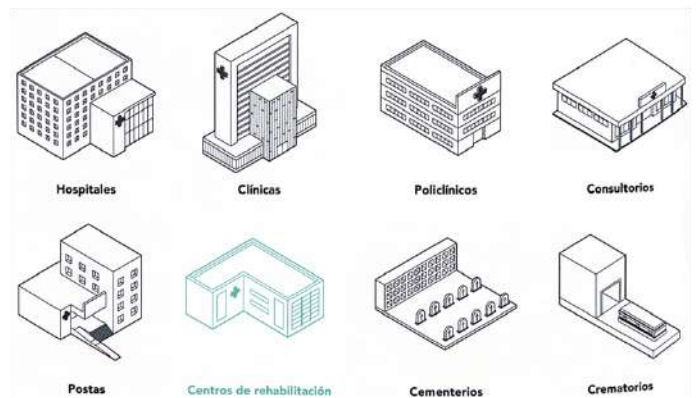 Hospitales
Clínicas
Policlínicos
Consultorios
Postas
Centros de rehabilitación
Cementerios
Crematorios